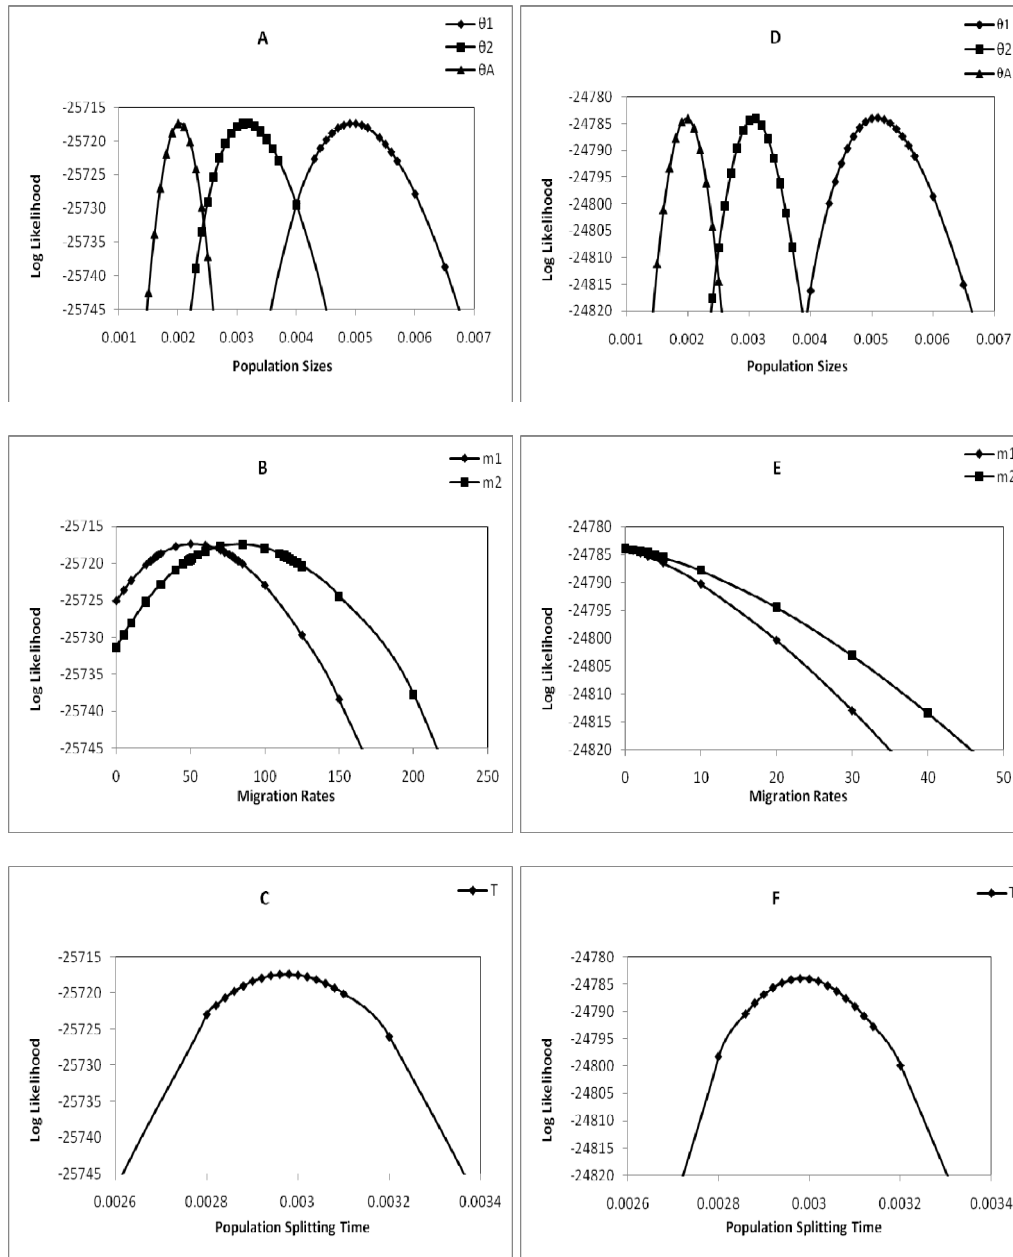 A
θ1
θ2
θA
-25715
-25720
-25725
-25730
-25735
-25740
-25745
Log Likelihood
0.001 0.002 0.003 0.004 0.005 0.006 0.007
Population Sizes
D
θ1
θ2
θA
-24780
-24785
-24790
-24795
-24800
-24805
-24810
-24815
-24820
Log Likelihood
0.001 0.002 0.003 0.004 0.005 0.006 0.007
Population Sizes
B
m1
m2
-25715
-25720
-25725
-25730
-25735
-25740
-25745
Log Likelihood
0 50 100 150 200 250
Migration Rates
E
m1
m2
-24780
-24785
-24790
-24795
-24800
-24805
-24810
-24815
-24820
Log Likelihood
0 10 20 30 40 50
Migration Rates
C
T
-25715
-25720
-25725
-25730
-25735
-25740
-25745
Log Likelihood
0.0026 0.0028 0.003 0.0032 0.0034
Population Splitting Time
F
T
-24780
-24785
-24790
-24795
-24800
-24805
-24810
-24815
-24820
Log Likelihood
0.0026 0.0028 0.003 0.0032 0.0034
Population Splitting Time